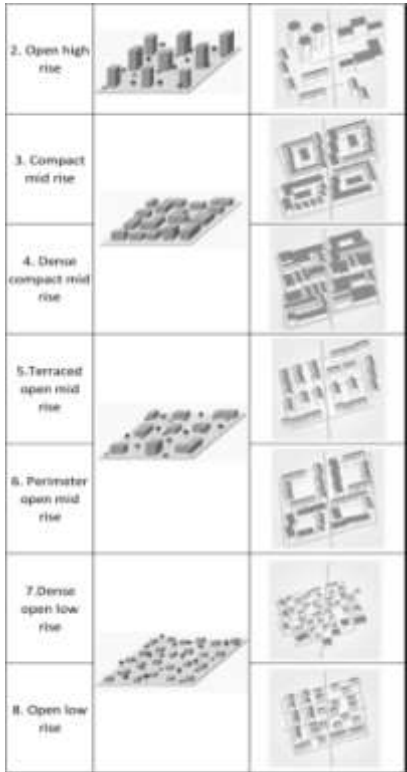 2. Open high
rise
3. Compact
mid rise
4. Dense
compact mid
rise
5.Terraced
open mid
rise
6. Perimeter
open mid
rise
7.Dense
open low
rise
8. Open low
rise